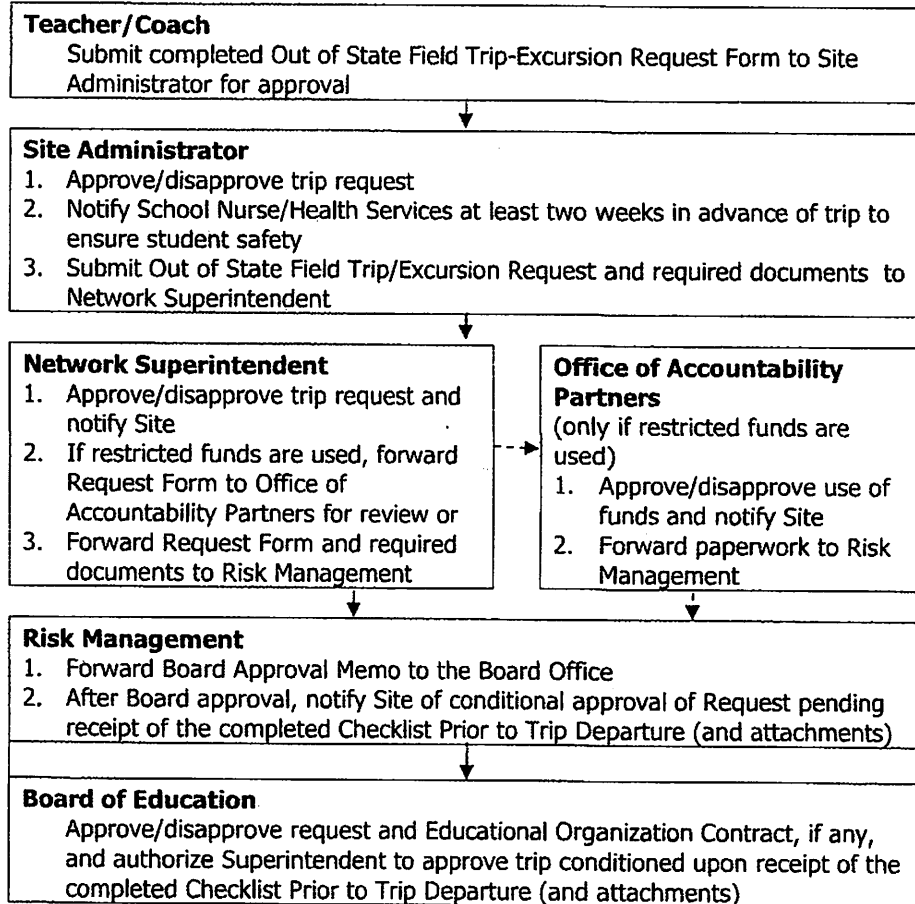 Teacher/Coach
Submit completed Out of State Field Trip-Excursion Request Form to Site
Administrator for approval
Site Administrator
1. Approve/disapprove trip request
2. Notify School Nurse/Health Services at least two weeks in advance of trip to
ensure student safety
3. Submit Out of State Field Trip/Excursion Request and required documents to
Network Superintendent
Network Superintendent
1. Approve/disapprove trip request and
notify Site
2. If restricted funds are used, forward
Request Form to Office of
Accountability Partners for review or
3. Forward Request Form and required
documents to Risk Management
Office of Accountability
Partners
(only if restricted funds are
used)
1. Approve/disapprove use of
funds and notify Site
2. Forward paperwork to Risk
Management
Risk Management
1. Forward Board Approval Memo to the Board Office
2. After Board approval, notify Site of conditional approval of Request pending
receipt of the completed Checklist Prior to Trip Departure (and attachments)
Board of Education
Approve/disapprove request and Educational Organization Contract, if any,
and authorize Superintendent to approve trip conditioned upon receipt of the
completed Checklist Prior to Trip Departure (and attachments)